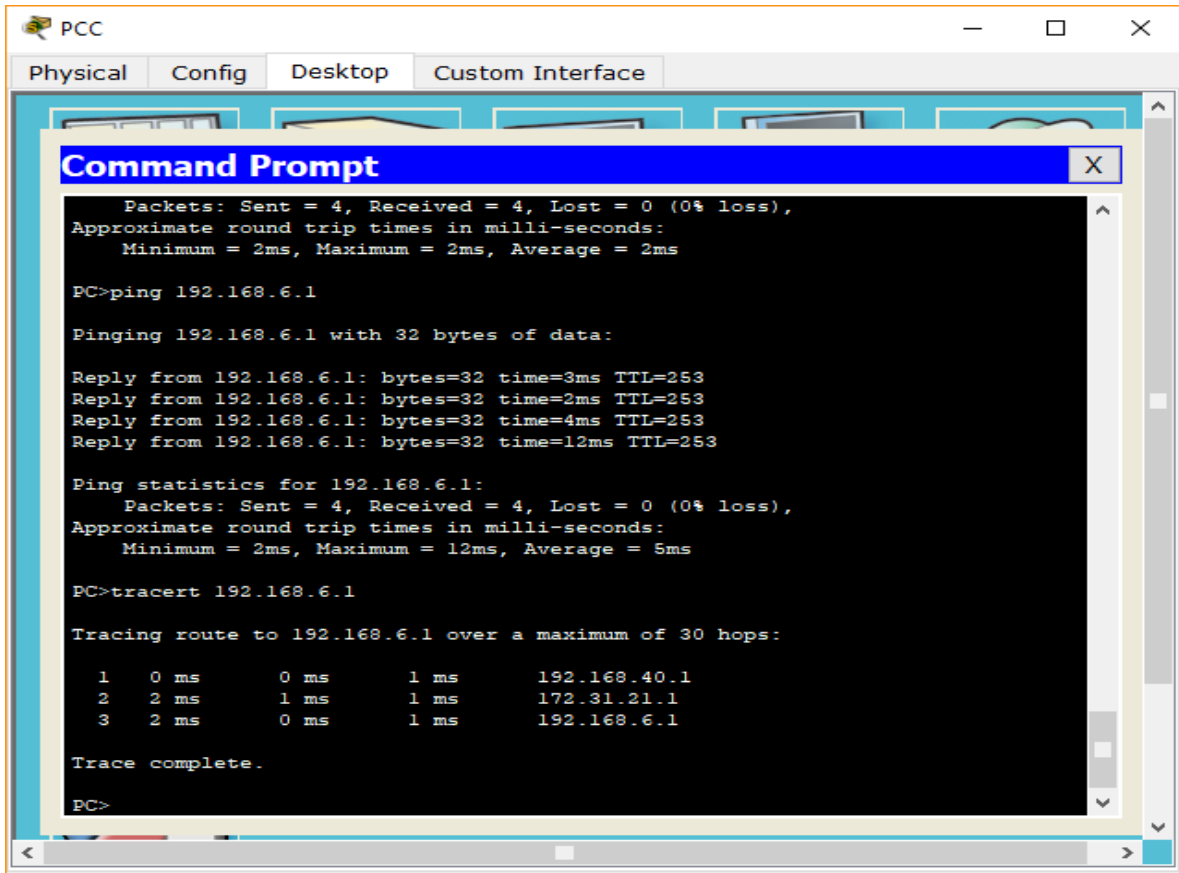 PCC
Physical Config Desktop Custom Interface
Command Prompt X
Packets: Sent = 4, Received = 4, Lost = 0 (0% loss),
Approximate round trip times in milli-seconds:
Minimum = 2ms, Maximum = 2ms, Average = 2ms
PC>ping 192.168.6.1
Pinging 192.168.6.1 with 32 bytes of data:
Reply from 192.168.6.1: bytes=32 time=3ms TTL=253
Reply from 192.168.6.1: bytes=32 time=2ms TTL=253
Reply from 192.168.6.1: bytes=32 time=4ms TTL=253
Reply from 192.168.6.1: bytes=32 time=12ms TTL=253
Ping statistics for 192.168.6.1:
Packets: Sent = 4, Received = 4, Lost = 0 (0% loss),
Approximate round trip times in milli-seconds:
Minimum = 2ms, Maximum = 12ms, Average = 5ms
PC>tracert 192.168.6.1
Tracing route to 192.168.6.1 over a maximum of 30 hops:
1 0 ms 0 ms 1 ms 192.168.40.1
2 2 ms 1 ms 1 ms 172.31.21.1
3 2 ms 0 ms 1 ms 192.168.6.1
Trace complete.
PC>